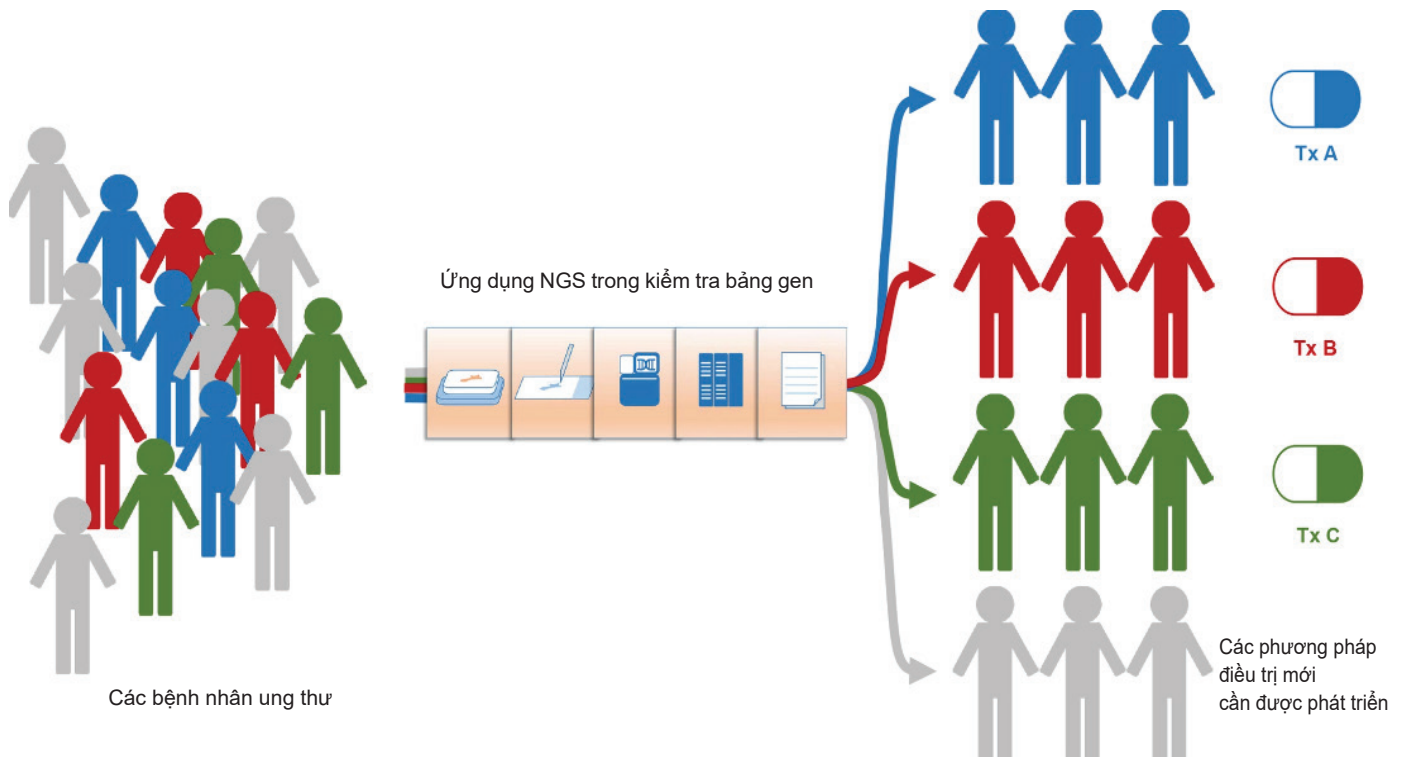 Ứng dụng NGS trong kiểm tra bảng gen
Các bệnh nhân ung thư
Tx A
Tx B
Tx C
Các phương pháp
điều trị mới
cần được phát triển